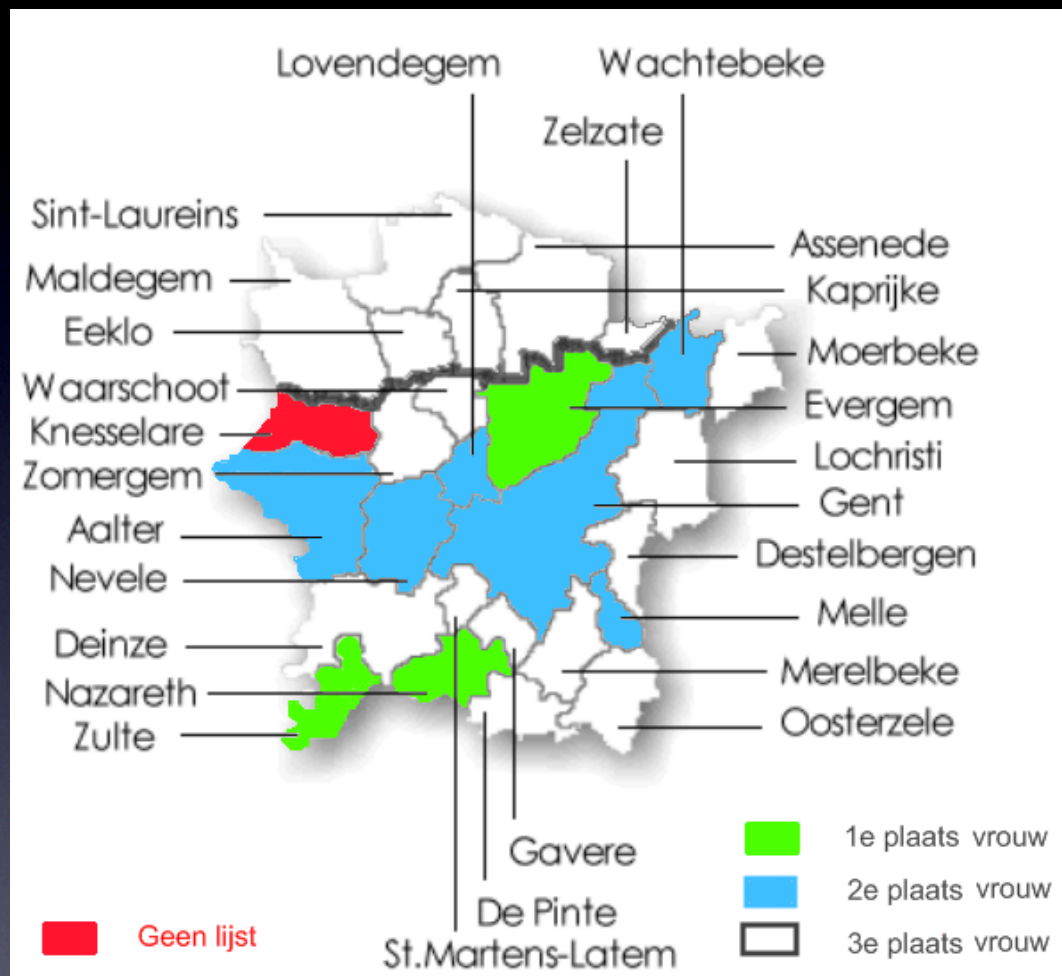 Lovendegem
Wachtebeke
Zelzate
Sint-Laureins
Assenede
Maldegem
Kaprijke
Eeklo
Moerbeke
Waarschoot
Evergem
Knesselare
Lochristi
Zomergem
Gent
Aalter
Destelbergen
Nevele
Melle
Deinze
Merelbeke
Nazareth
Oosterzele
Zulte
Gavere
De Pinte
St.Martens-Latem
1e plaats vrouw
2e plaats vrouw
3e plaats vrouw
Geen lijst